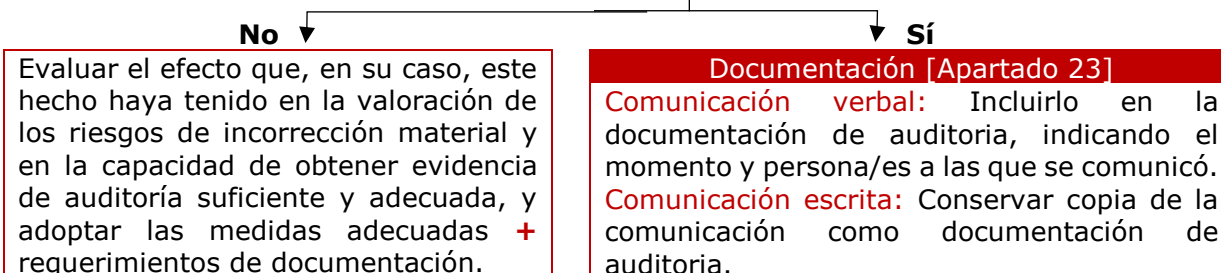 No
Sí
Evaluar el efecto que, en su caso, este
hecho haya tenido en la valoración de
los riesgos de incorrección material y
en la capacidad de obtener evidencia
de auditoría suficiente y adecuada, y
adoptar las medidas adecuadas +
requerimientos de documentación.
Documentación [Apartado 23]
Comunicación verbal: Incluirlo en la
documentación de auditoria, indicando el
momento y persona/es a las que se comunicó.
Comunicación escrita: Conservar copia de la
comunicación como documentación de
auditoria.